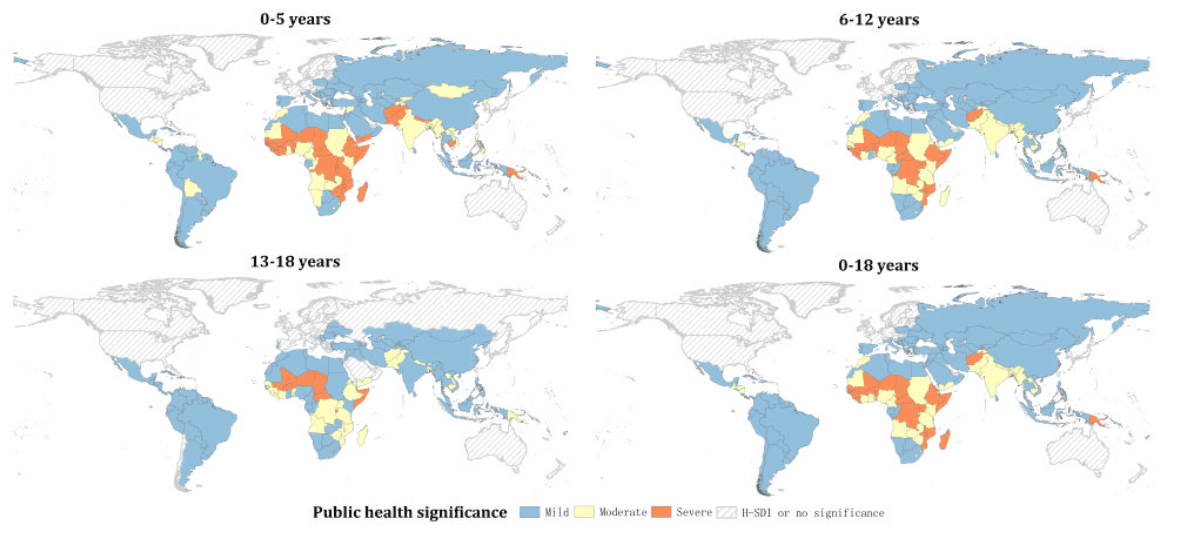 0-5 years
6-12 years
13-18 years
0-18 years
Public health significance Mild Moderate Severe H-SDI or no significance